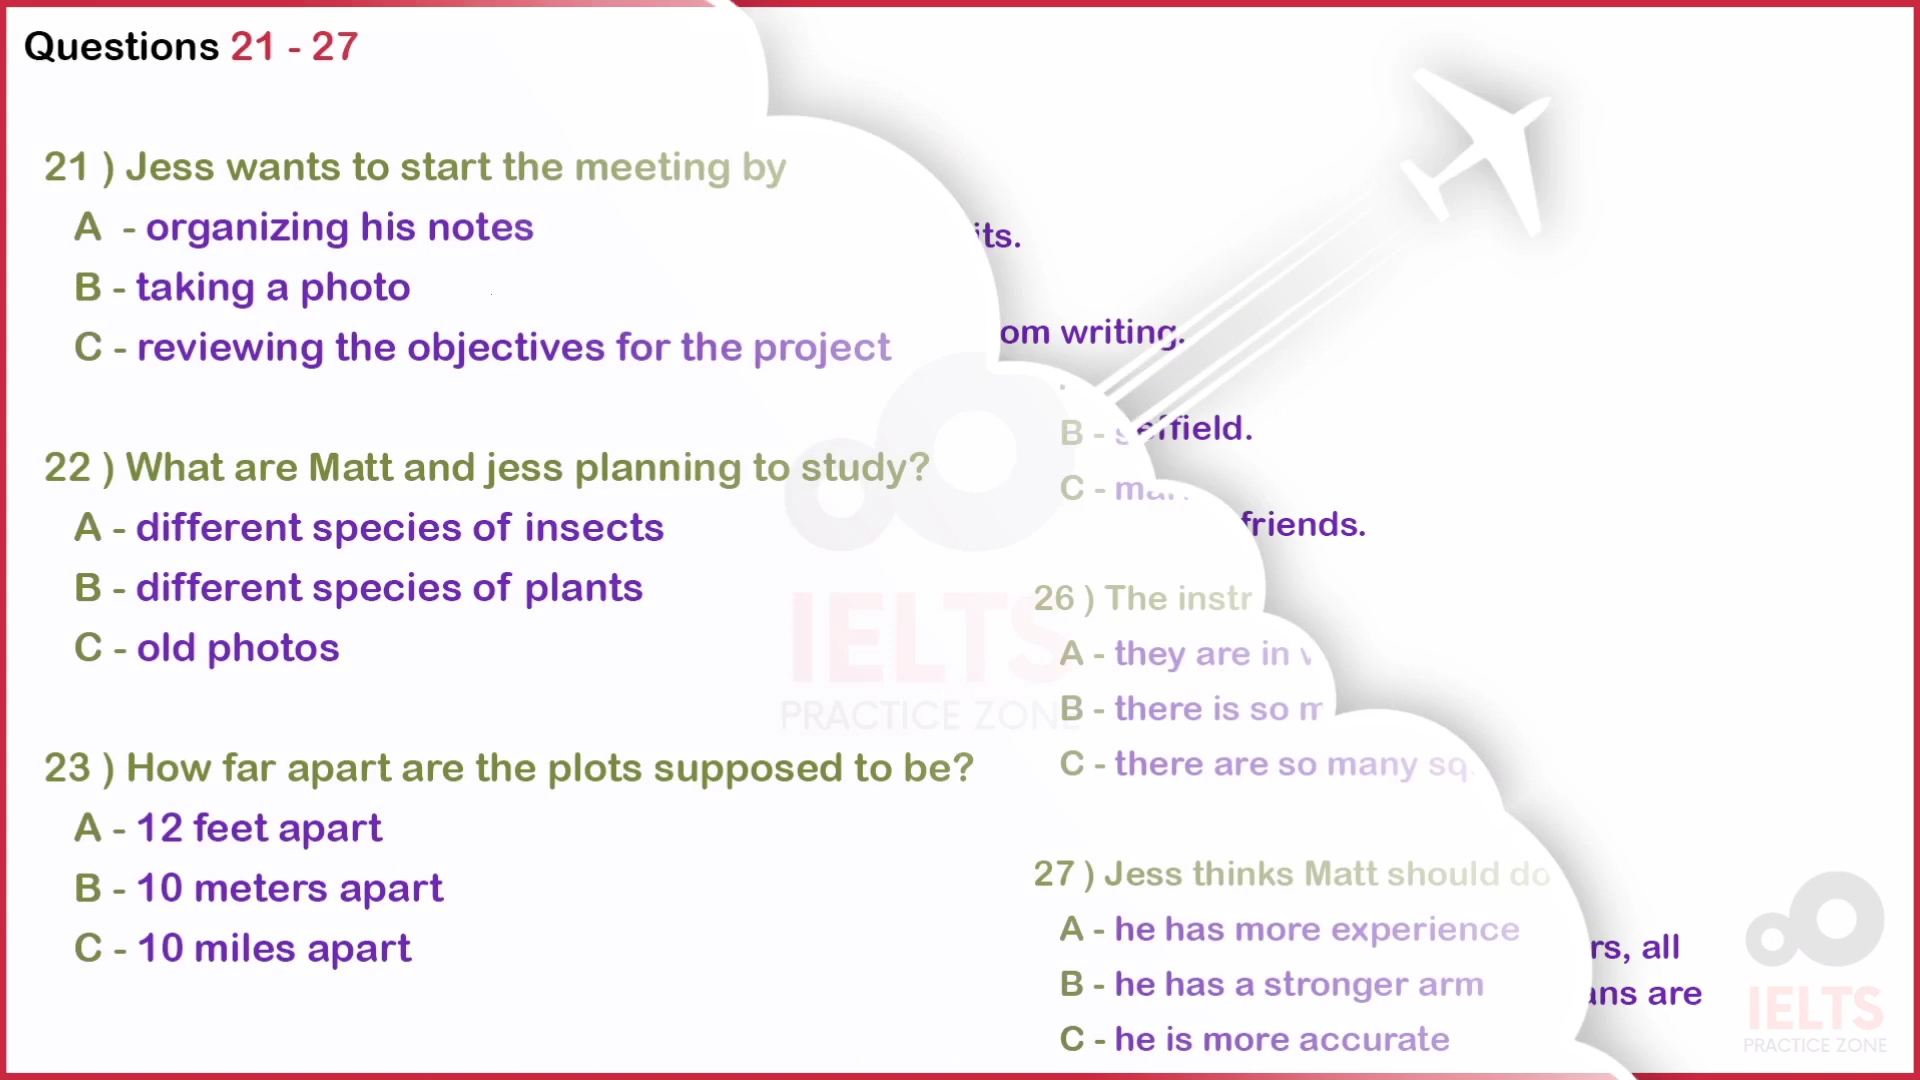 Questions 21 - 27
21 ) Jess wants to start the meeting by
A - organizing his notes
B - taking a photo
C - reviewing the objectives for the project
22 ) What are Matt and jess planning to study?
A - different species of insects
B - different species of plants
C - old photos
23 ) How far apart are the plots supposed to be?
A - 12 feet apart
B - 10 meters apart
C - 10 miles apart
writing.
B -
C -
friends.
26 ) The
A - they are in
B - there is so
C - there are so many
27 ) Jess thinks Matt should do
A - he has more experience
B - he has a stronger arm
C - he is more accurate
all
are
IELTS
PRACTICE ZONE
IELTS
PRACTICE ZONE